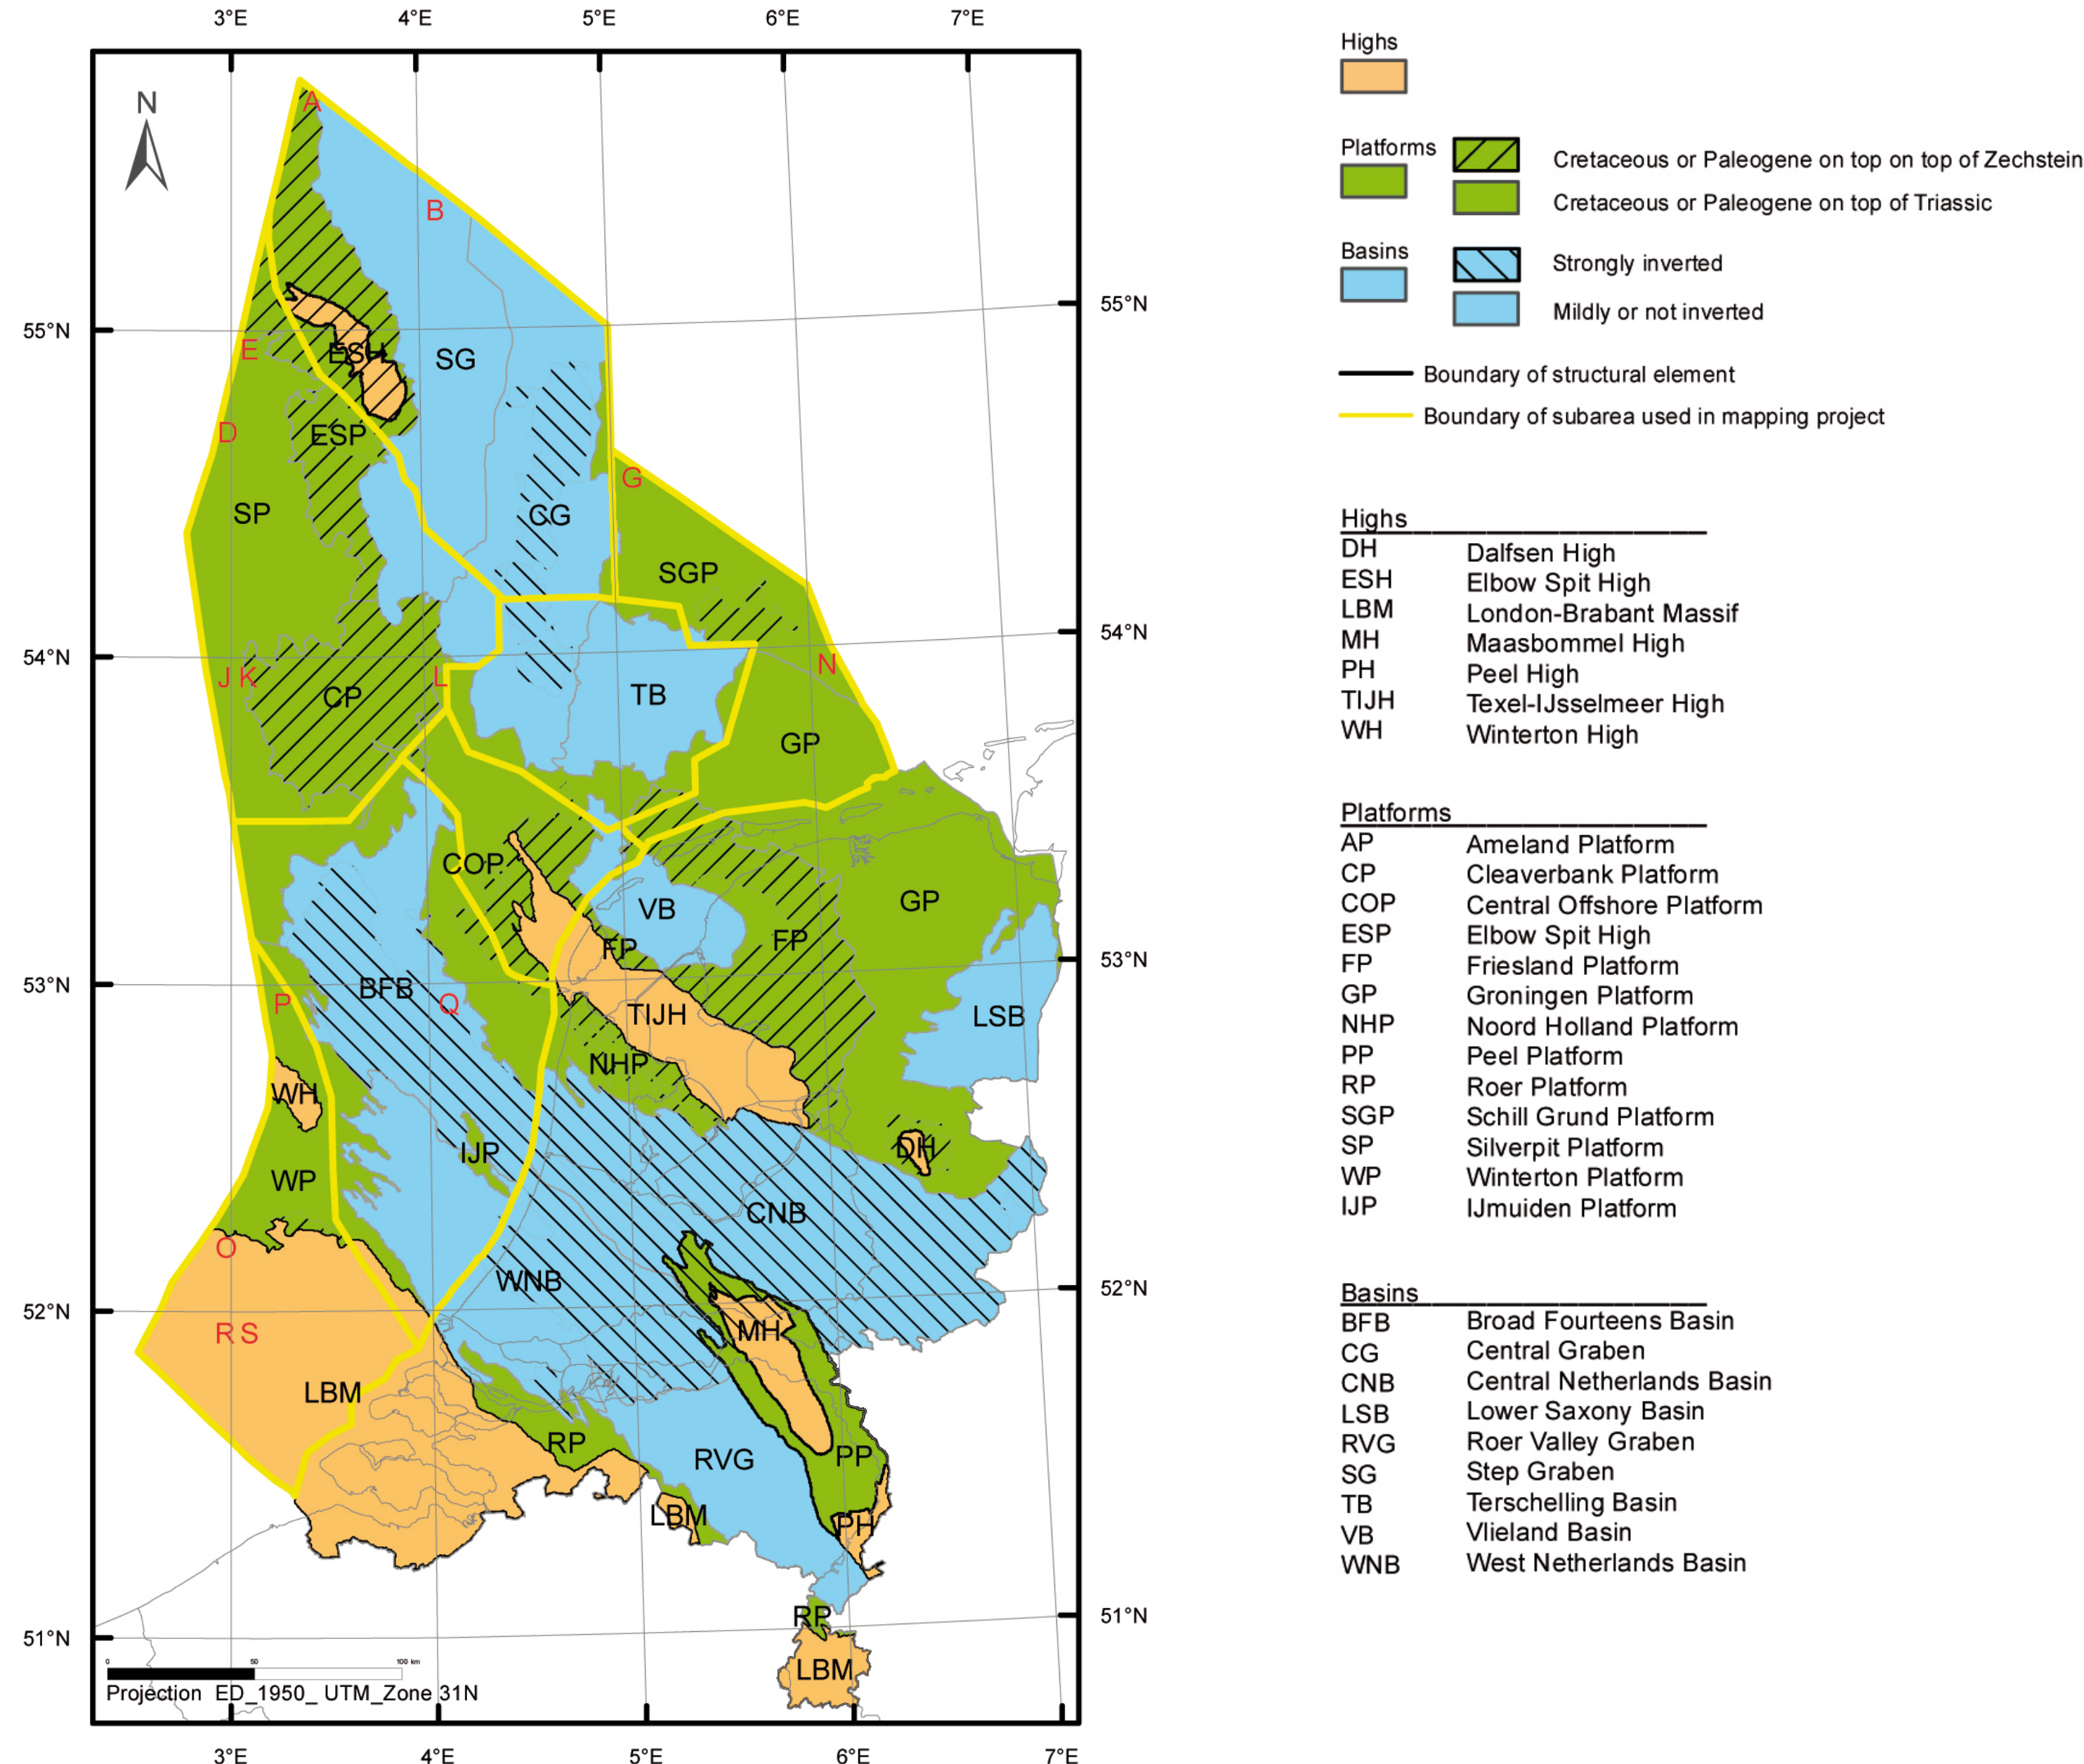 3°E 4°E 5°E 6°E 7°E
N
A
B
55°N
55°N
E
ESH
SG
D
ESP
G
SP
CG
SGP
54°N
54°N
N
J K
L
CP
TB
GP
COP
GP
VB
FP
FP
53°N
53°N
BFB
P
Q
TIJH
LSB
NHP
WH
IJP
DH
WP
CNB
O
WNB
52°N
52°N
R S
MH
LBM
RP
RVG
PP
LBM
PH
RP
51°N
51°N
LBM
0 50 100 km
Projection ED_1950_ UTM_Zone 31N
3°E 4°E 5°E 6°E 7°E
Highs
Platforms
Cretaceous or Paleogene on top on top of Zechstein
Cretaceous or Paleogene on top of Triassic
Basins
Strongly inverted
Mildly or not inverted
Boundary of structural element
Boundary of subarea used in mapping project
Highs
DH Dalfsen High
ESH Elbow Spit High
LBM London-Brabant Massif
MH Maasbommel High
PH Peel High
TIJH Texel-IJsselmeer High
WH Winterton High
Platforms
AP Ameland Platform
CP Cleaverbank Platform
COP Central Offshore Platform
ESP Elbow Spit High
FP Friesland Platform
GP Groningen Platform
NHP Noord Holland Platform
PP Peel Platform
RP Roer Platform
SGP Schill Grund Platform
SP Silverpit Platform
WP Winterton Platform
IJP IJmuiden Platform
Basins
BFB Broad Fourteens Basin
CG Central Graben
CNB Central Netherlands Basin
LSB Lower Saxony Basin
RVG Roer Valley Graben
SG Step Graben
TB Terschelling Basin
VB Vlieland Basin
WNB West Netherlands Basin